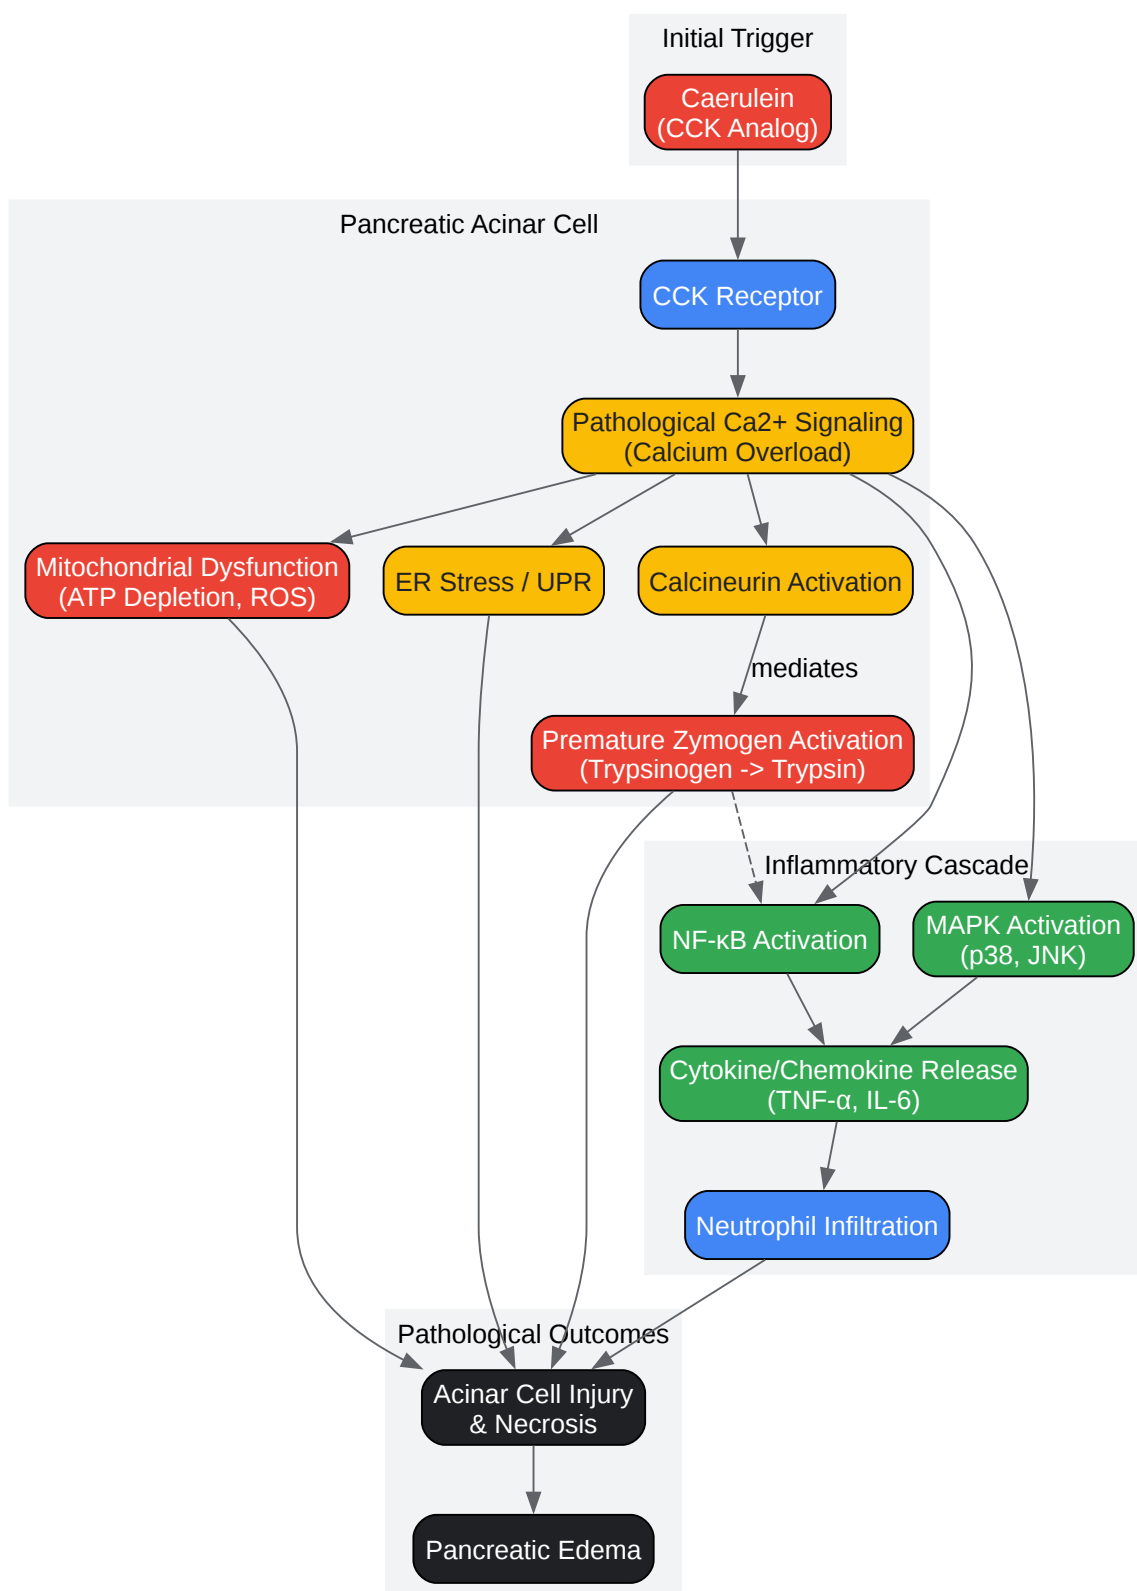 Initial Trigger
Caerulein
(CCK Analog)
Pancreatic Acinar Cell
CCK Receptor
Pathological Ca2+ Signaling
(Calcium Overload)
Mitochondrial Dysfunction
(ATP Depletion, ROS)
ER Stress / UPR
Calcineurin Activation
mediates
Premature Zymogen Activation
(Trypsinogen -> Trypsin)
Inflammatory Cascade
NF-κB Activation
MAPK Activation
(p38, JNK)
Cytokine/Chemokine Release
(TNF-α, IL-6)
Neutrophil Infiltration
Pathological Outcomes
Acinar Cell Injury
& Necrosis
Pancreatic Edema